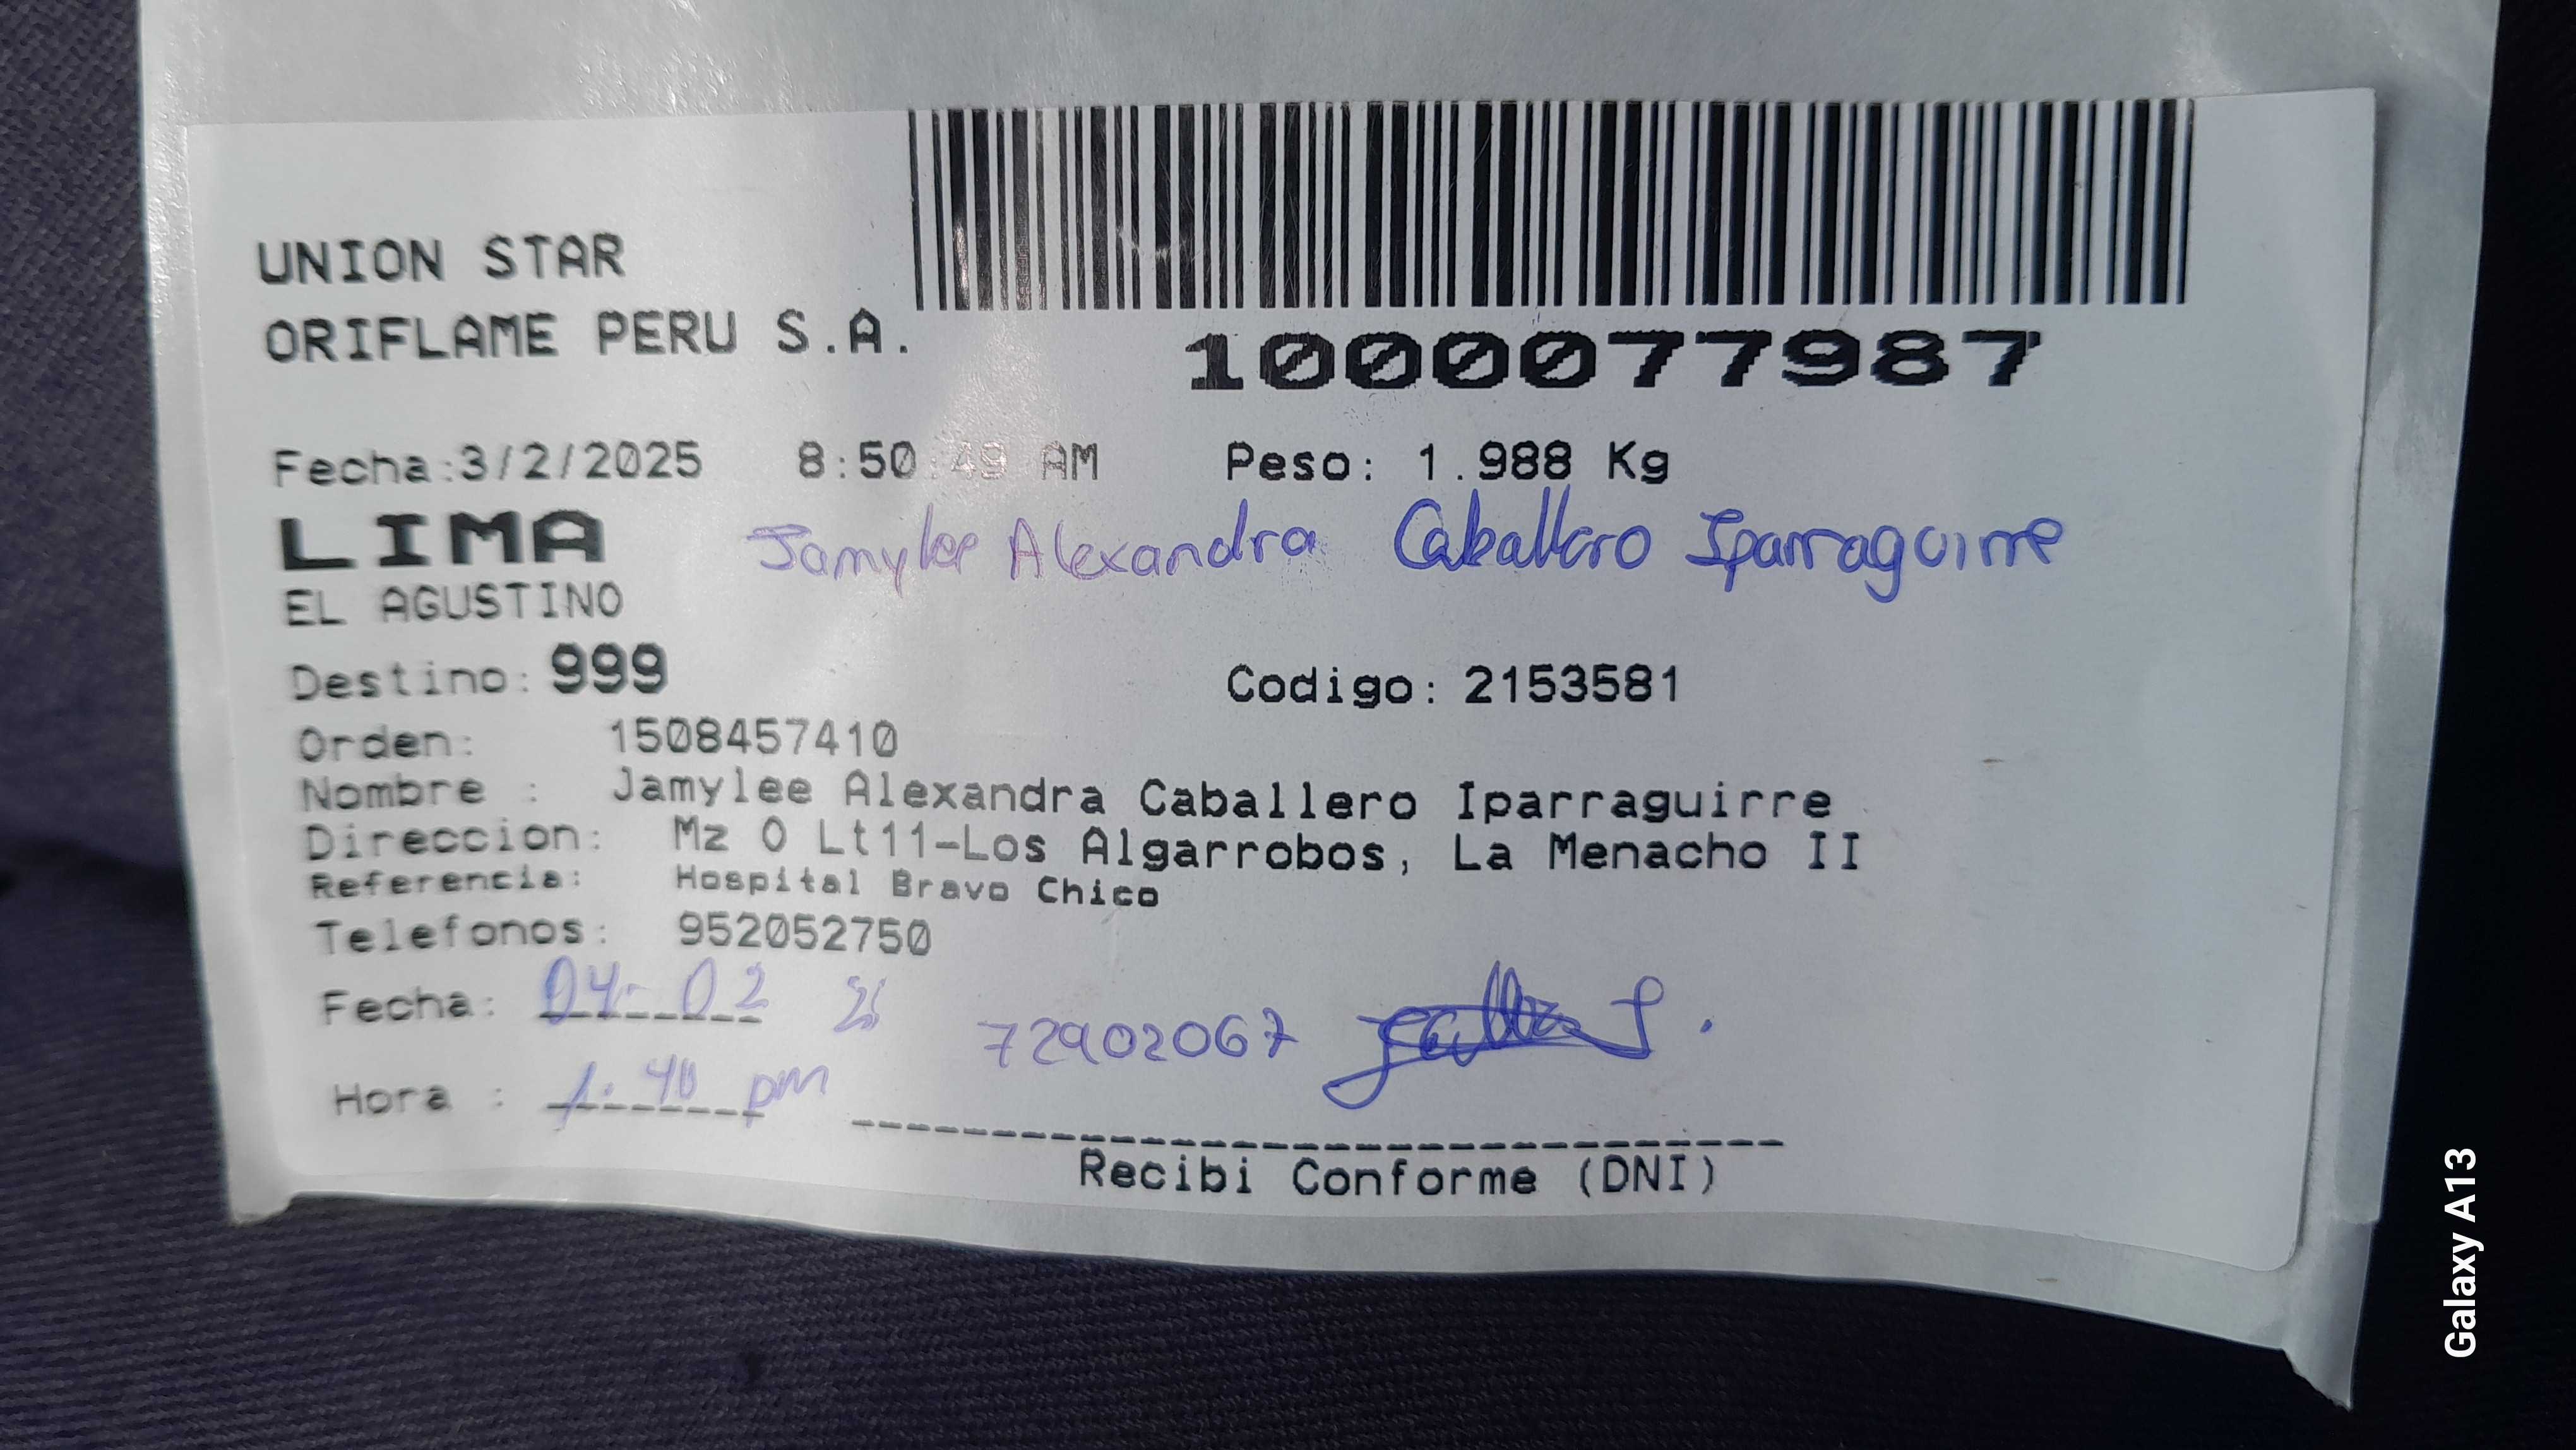 UNION STAR
ORIFLAME PERU S.A.
1000077987
Fecha:3/2/2025 8:50:49 AM Peso: 1.988 Kg
LIMA Jamylee Alexandra Caballero Iparraguirre
EL AGUSTINO
Destino: 999 Codigo: 2153581
Orden: 1508457410
Nombre : Jamylee Alexandra Caballero Iparraguirre
Direccion: Mz O Lt11-Los Algarrobos, La Menacho II
Referencia: Hospital Bravo Chico
Telefonos: 952052750
Fecha: 04-02
72902067
Hora : 1:40 pm
Recibi Conforme (DNI)
Galaxy A13